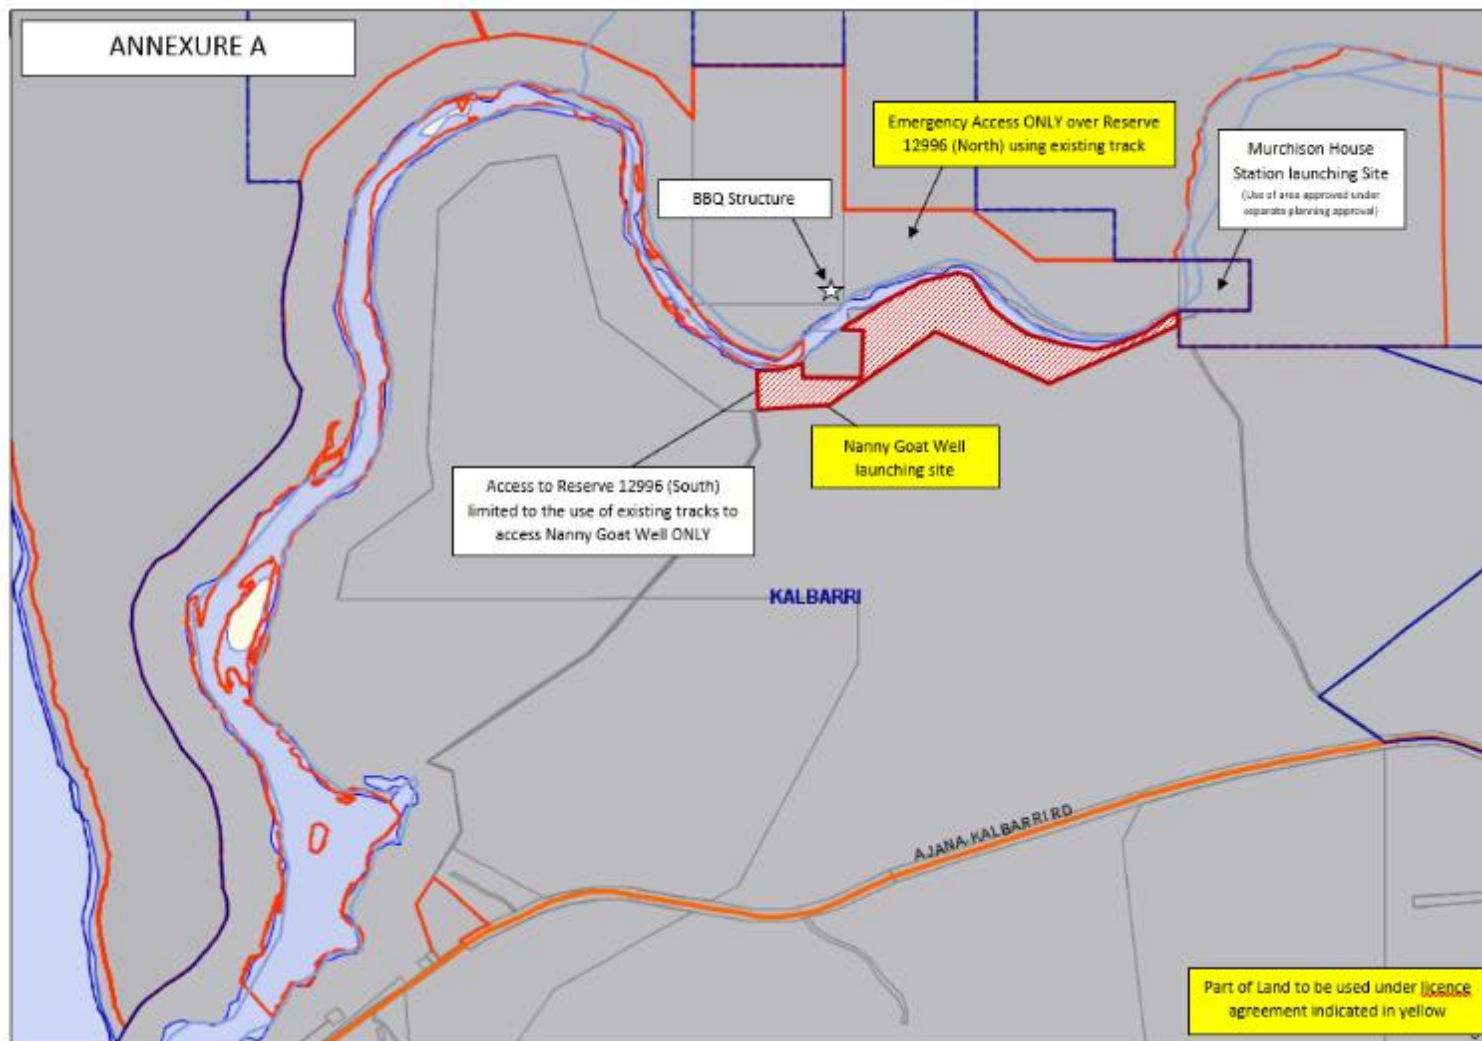 ANNEXURE A
Emergency Access ONLY over Reserve
12996 (North) using existing track
Murchison House
Station launching Site
(Use of area approved under
separate planning approval)
BBQ Structure
Nanny Goat Well
launching site
Access to Reserve 12996 (South)
limited to the use of existing tracks to
access Nanny Goat Well ONLY
KALBARRI
AJANA-KALBARRI RD
Part of Land to be used under licence
agreement indicated in yellow